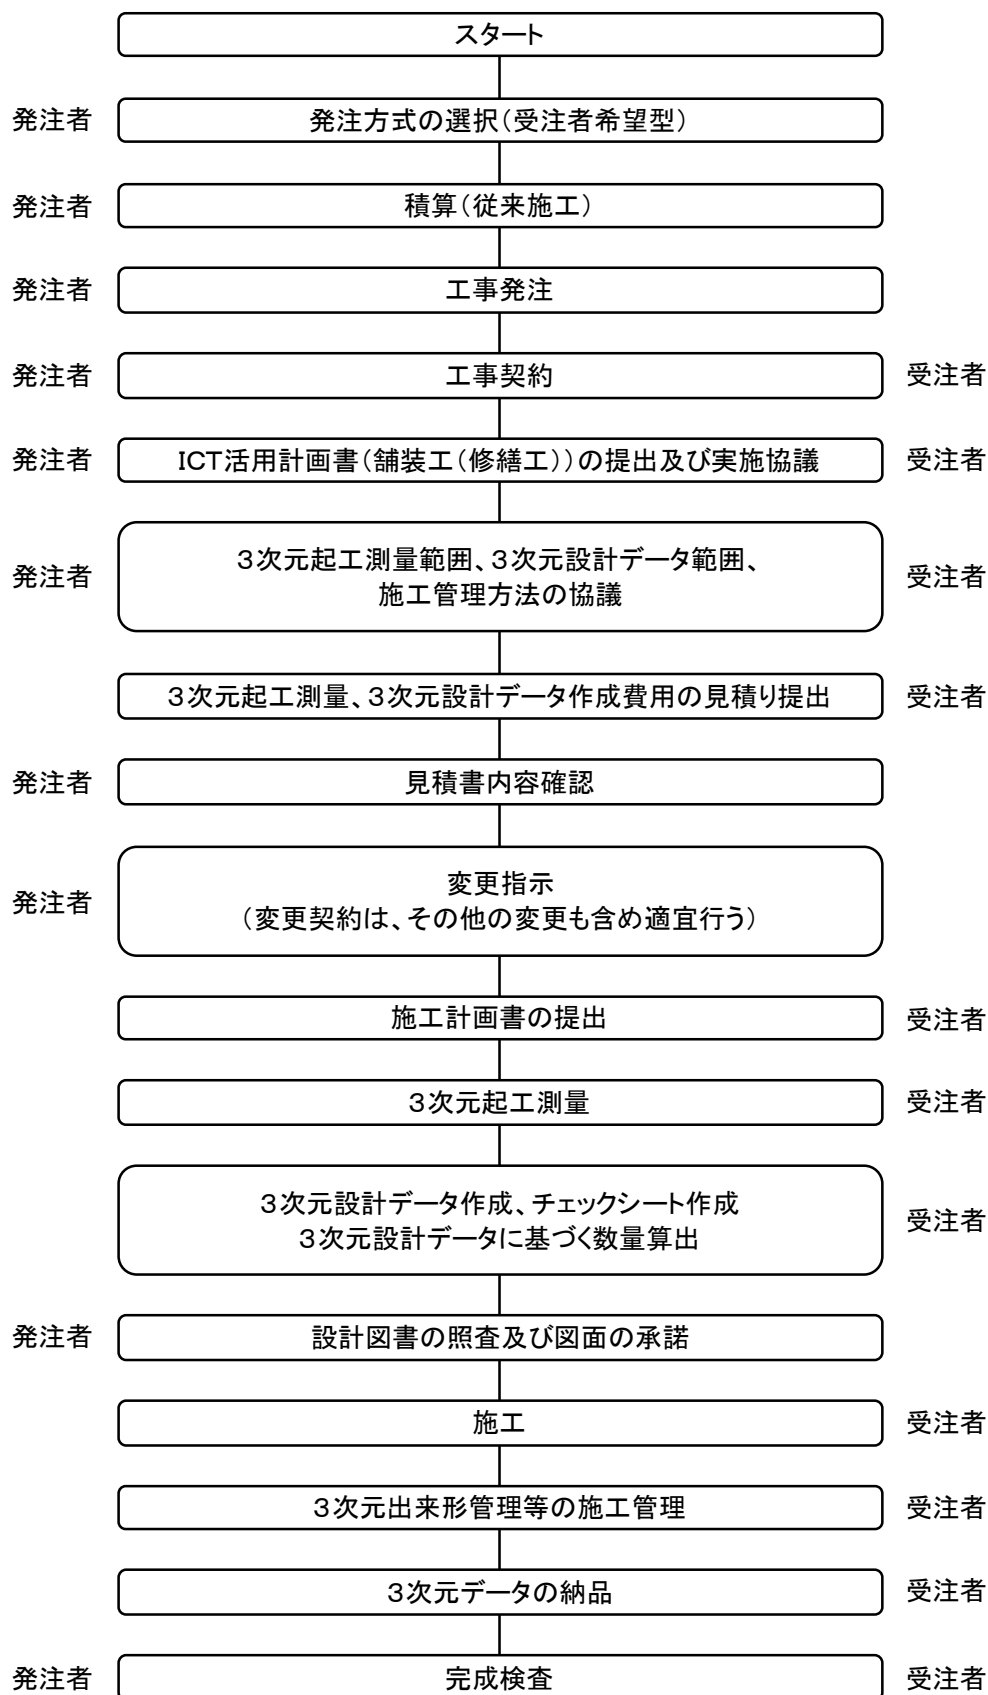 スタート
発注者 発注方式の選択(受注者希望型)
発注者 積算(従来施工)
発注者 工事発注
発注者 工事契約 受注者
発注者 ICT活用計画書(舗装工(修繕工))の提出及び実施協議 受注者
3次元起工測量範囲、3次元設計データ範囲、
発注者 施工管理方法の協議 受注者
3次元起工測量、3次元設計データ作成費用の見積り提出 受注者
発注者 見積書内容確認
変更指示
発注者 (変更契約は、その他の変更も含め適宜行う)
施工計画書の提出 受注者
3次元起工測量 受注者
3次元設計データ作成、チェックシート作成
3次元設計データに基づく数量算出 受注者
発注者 設計図書の照査及び図面の承諾
施工 受注者
3次元出来形管理等の施工管理 受注者
3次元データの納品 受注者
発注者 完成検査 受注者